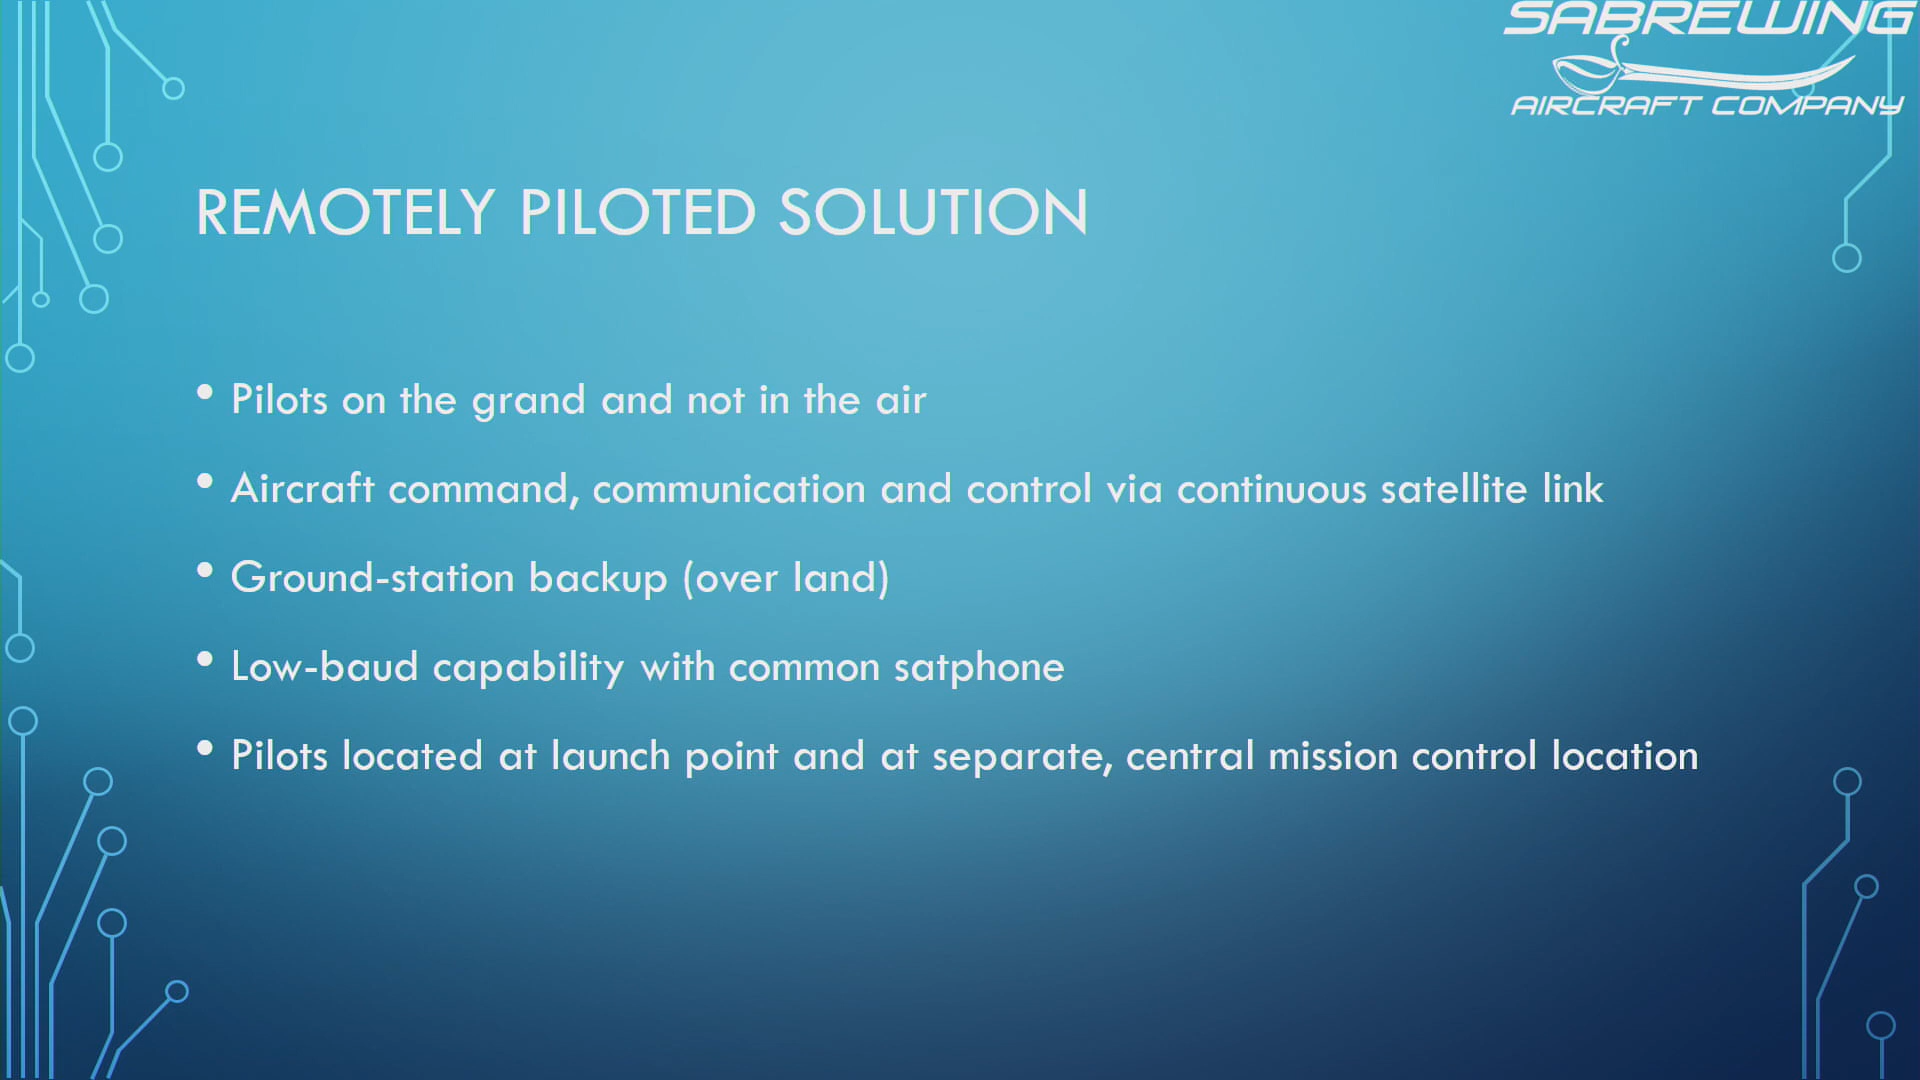 SABREWING
AIRCRAFT COMPANY
REMOTELY PILOTED SOLUTION
• Pilots on the grand and not in the air
• Aircraft command, communication and control via continuous satellite link
• Ground-station backup (over land)
• Low-baud capability with common satphone
• Pilots located at launch point and at separate, central mission control location